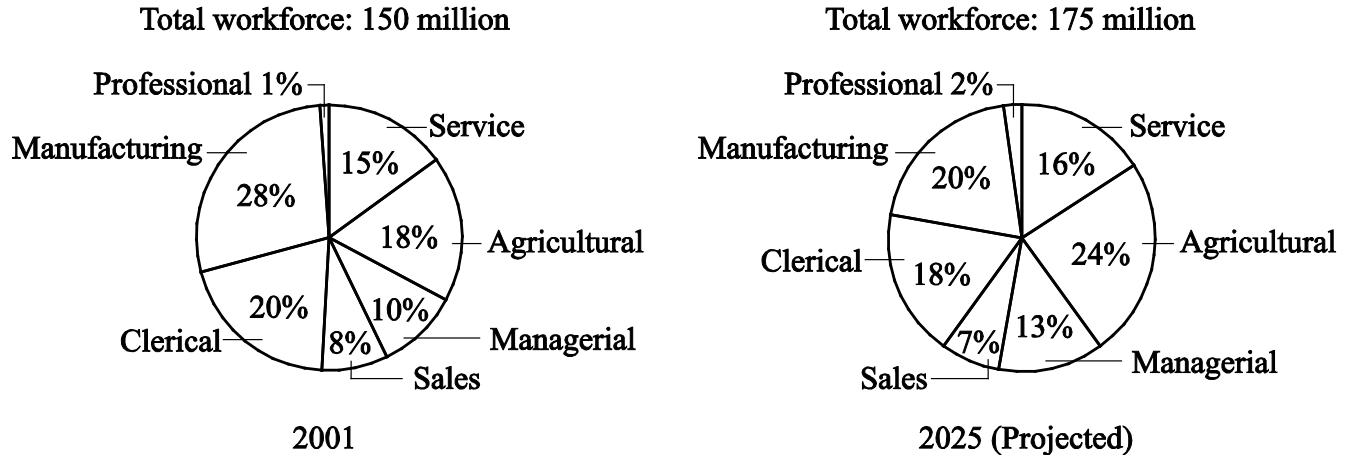 Total workforce: 150 million
Professional 1%
Service
Manufacturing
15%
28%
18%
Agricultural
20%
10%
8%
Clerical
Managerial
Sales
2001
Total workforce: 175 million
Professional 2%
Service
Manufacturing
16%
20%
Agricultural
24%
Clerical
18%
13%
7%
Managerial
Sales
2025 (Projected)